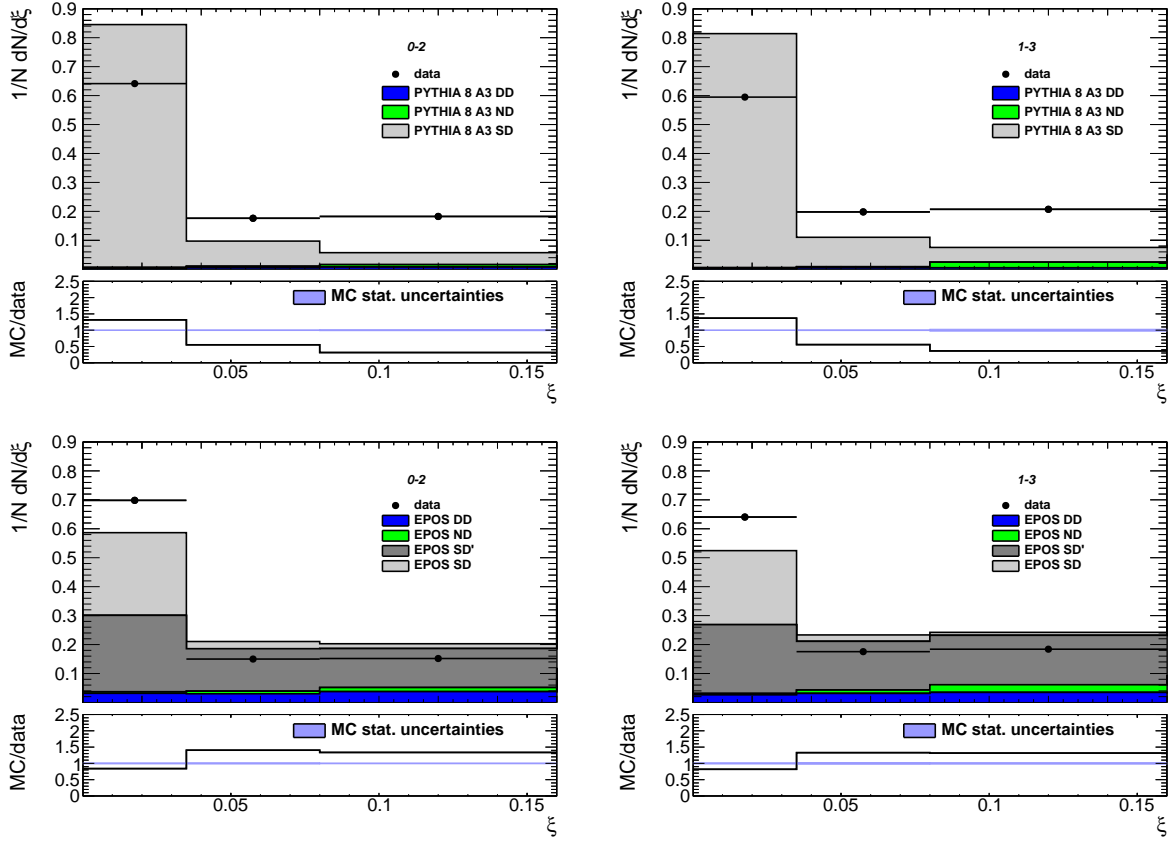 1/N dN/dξ
0.9
0.8
0.7
0.6
0.5
0.4
0.3
0.2
0.1
0-2
data
PYTHIA 8 A3 DD
PYTHIA 8 A3 ND
PYTHIA 8 A3 SD
MC/data
2.5
2
1.5
1
0.5
0
MC stat. uncertainties
0.05
0.1
0.15
ξ
1/N dN/dξ
0.9
0.8
0.7
0.6
0.5
0.4
0.3
0.2
0.1
1-3
data
PYTHIA 8 A3 DD
PYTHIA 8 A3 ND
PYTHIA 8 A3 SD
MC/data
2.5
2
1.5
1
0.5
0
MC stat. uncertainties
0.05
0.1
0.15
ξ
1/N dN/dξ
0.9
0.8
0.7
0.6
0.5
0.4
0.3
0.2
0.1
0-2
data
EPOS DD
EPOS ND
EPOS SD'
EPOS SD
MC/data
2.5
2
1.5
1
0.5
0
MC stat. uncertainties
0.05
0.1
0.15
ξ
1/N dN/dξ
0.9
0.8
0.7
0.6
0.5
0.4
0.3
0.2
0.1
1-3
data
EPOS DD
EPOS ND
EPOS SD'
EPOS SD
MC/data
2.5
2
1.5
1
0.5
0
MC stat. uncertainties
0.05
0.1
0.15
ξ